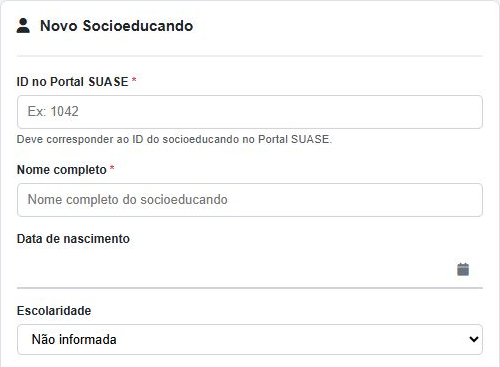 Novo Socioeducando
ID no Portal SUASE *
Ex: 1042
Deve corresponder ao ID do socioeducando no Portal SUASE.
Nome completo *
Nome completo do socioeducando
Data de nascimento
Escolaridade
Não informada